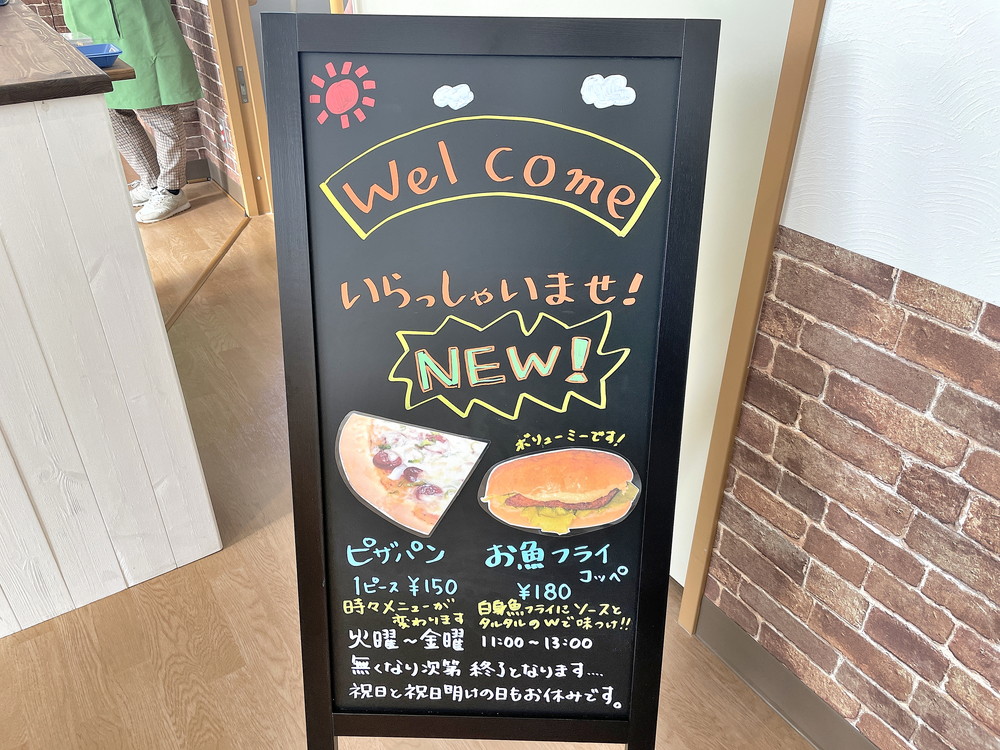 Welcome
いらっしゃいませ!
NEW!
ボリューミーです!
ピザパン
1ピース ¥150
時々メニューが
変わります
お魚フライ
コッペ
¥180
白身魚フライにソースと
タルタルのWで味つけ!!
火曜~金曜 11:00~13:00
無くなり次第 終了となります....
祝日と祝日明けの日もお休みです。